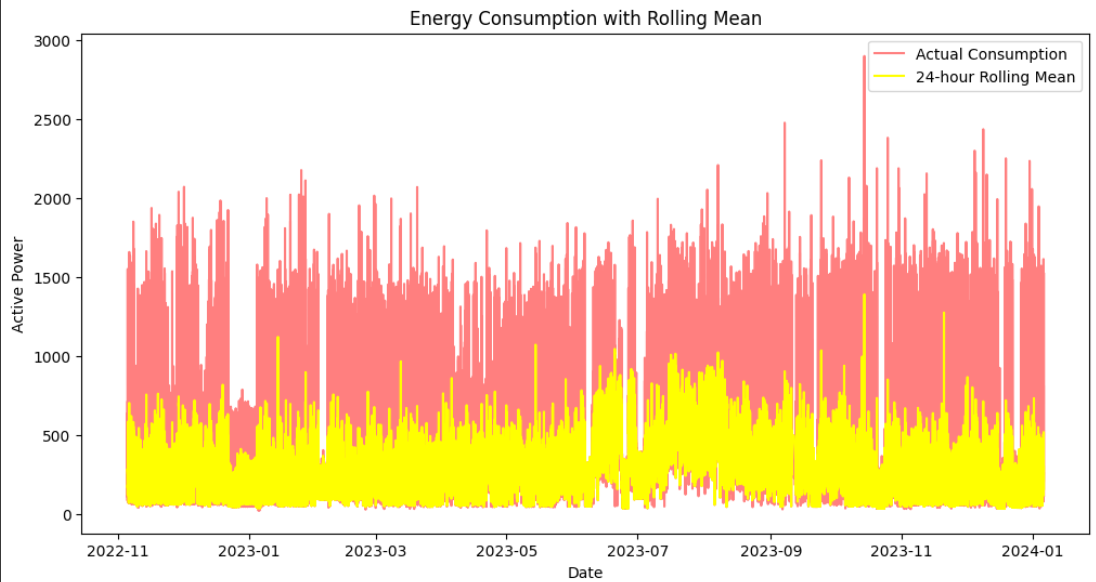 Energy Consumption with Rolling Mean
3000
2500
2000
1500
1000
500
0
Active Power
Actual Consumption
24-hour Rolling Mean
2022-11 2023-01 2023-03 2023-05 2023-07 2023-09 2023-11 2024-01
Date